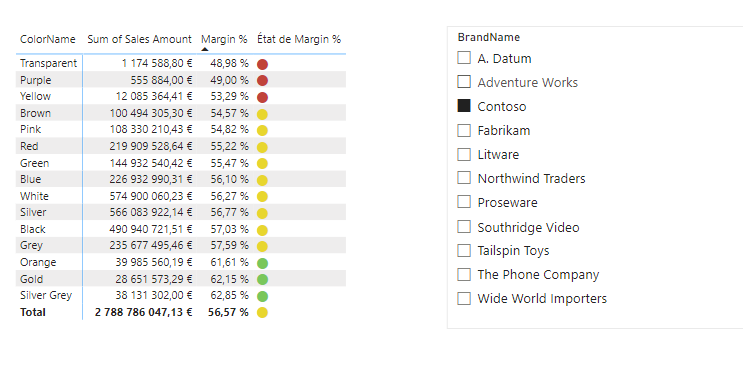 ColorName Sum of Sales Amount Margin % État de Margin %
Transparent 1 174 588,80 € 48,98 %
Purple 555 884,00 € 49,00 %
Yellow 12 085 364,41 € 53,29 %
Brown 100 494 305,30 € 54,57 %
Pink 108 330 210,43 € 54,82 %
Red 219 909 528,64 € 55,22 %
Green 144 932 540,42 € 55,47 %
Blue 226 932 990,31 € 56,10 %
White 574 900 060,23 € 56,27 %
Silver 566 083 922,14 € 56,77 %
Black 490 940 721,51 € 57,03 %
Grey 235 677 495,46 € 57,59 %
Orange 39 985 560,19 € 61,61 %
Gold 28 651 573,29 € 62,15 %
Silver Grey 38 131 302,00 € 62,85 %
Total 2 788 786 047,13 € 56,57 %
BrandName
A. Datum
Adventure Works
Contoso
Fabrikam
Litware
Northwind Traders
Proseware
Southridge Video
Tailspin Toys
The Phone Company
Wide World Importers